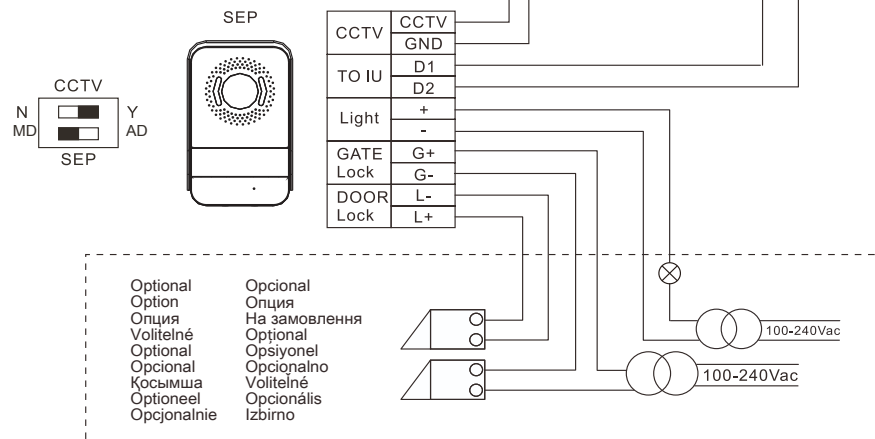 SEP
CCTV
N
Y
MD
AD
SEP
CCTV
CCTV
GND
TO IU
D1
D2
Light
+
-
GATE
Lock
G+
G-
DOOR
Lock
L-
L+
Optional
Option
Опция
Volitelné
Optional
Opcional
Қосымша
Optioneel
Opcjonalnie
Opcional
Опция
На замовлення
Opțional
Opsiyonel
Opcionalno
Voliteľné
Opcionális
Izbirno
100-240Vac
100-240Vac